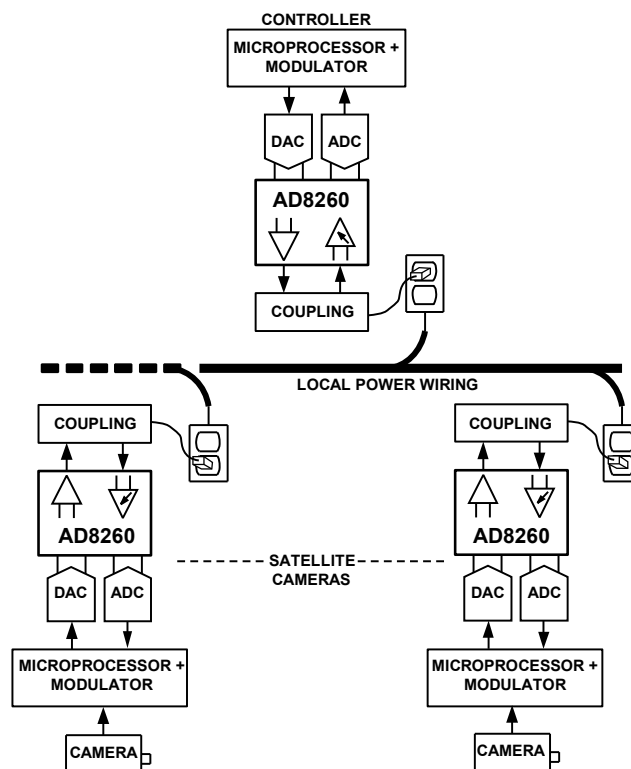 CONTROLLER
MICROPROCESSOR +
MODULATOR
DAC
ADC
AD8260
COUPLING
LOCAL POWER WIRING
COUPLING
AD8260
DAC
ADC
MICROPROCESSOR +
MODULATOR
CAMERA
SATELLITE
CAMERAS
COUPLING
AD8260
DAC
ADC
MICROPROCESSOR +
MODULATOR
CAMERA